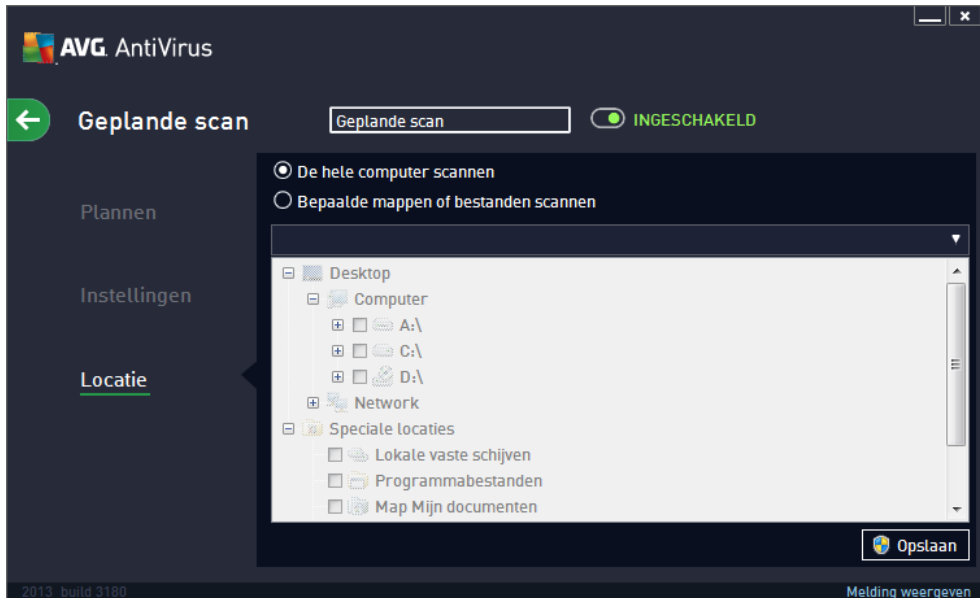 AVG. AntiVirus
Geplande scan
Geplande scan
INGESCHAKELD
De hele computer scannen
Bepaalde mappen of bestanden scannen
Plannen
Instellingen
Locatie
Desktop
Computer
A:\
C:\
D:\
Network
Speciale locaties
Lokale vaste schijven
Programmabestanden
Map Mijn documenten
Opslaan
2013 build 3180
Melding weergeven